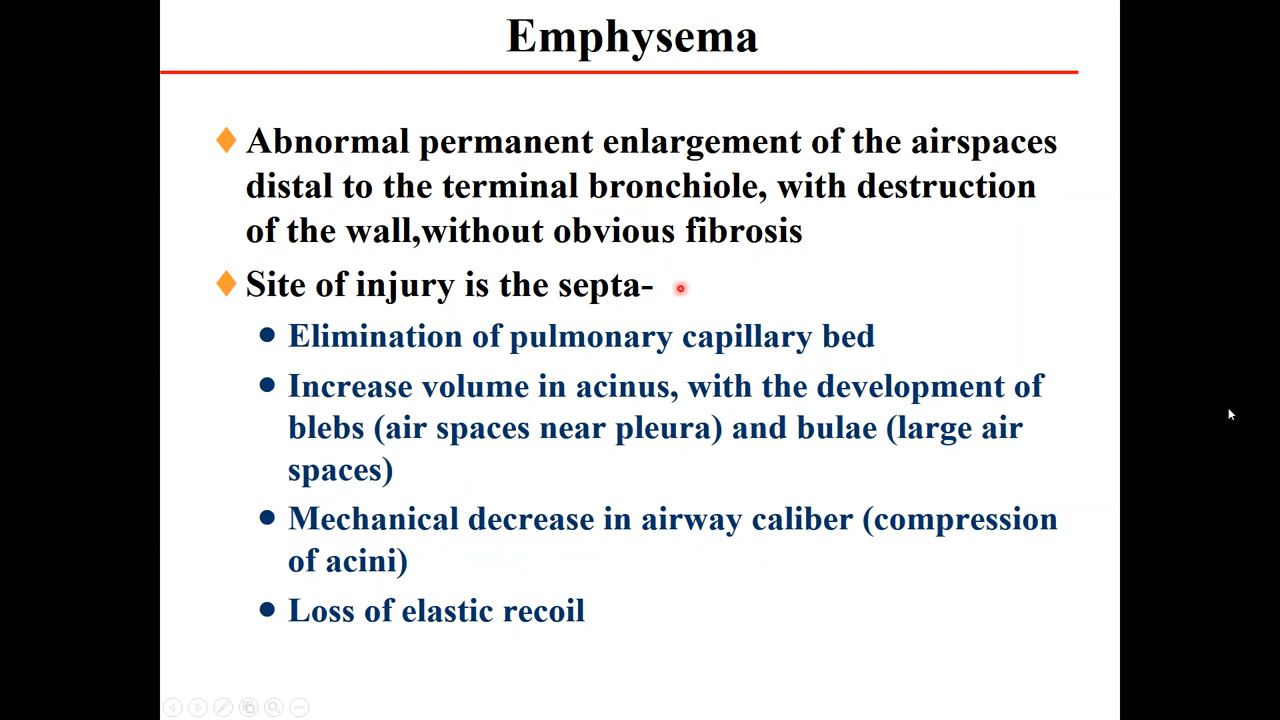 Emphysema
Abnormal permanent enlargement of the airspaces
distal to the terminal bronchiole, with destruction
of the wall,without obvious fibrosis
Site of injury is the septa-
Elimination of pulmonary capillary bed
Increase volume in acinus, with the development of
blebs (air spaces near pleura) and bulae (large air
spaces)
Mechanical decrease in airway caliber (compression
of acini)
Loss of elastic recoil